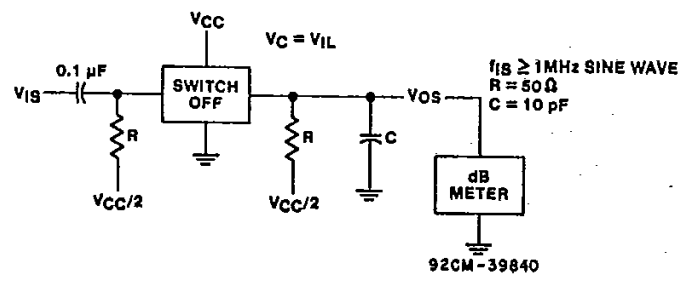 VCC
VC = VIL
0.1 µF
VIS
SWITCH
OFF
VOS
fIS ≥ 1MHz SINE WAVE
R = 50Ω
C = 10 pF
R
R
C
VCC/2
VCC/2
dB
METER
92CM-39840